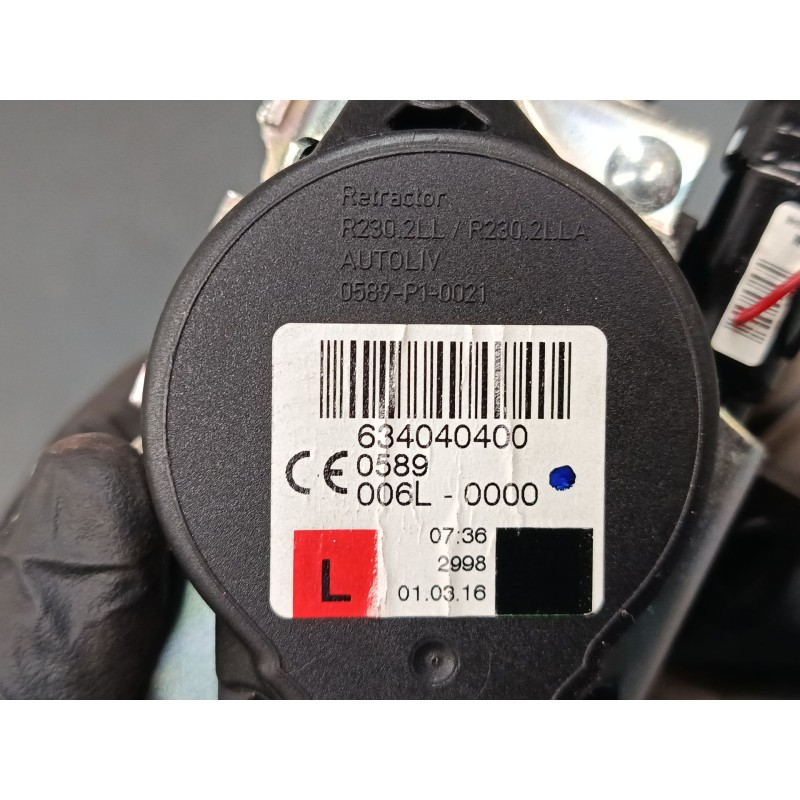 Retractor
R230.2LL / R230.2LLA
AUTOLIV
0589-P1-0021
634040400
CE 0589
006L - 0000
L
07:36
2998
01.03.16